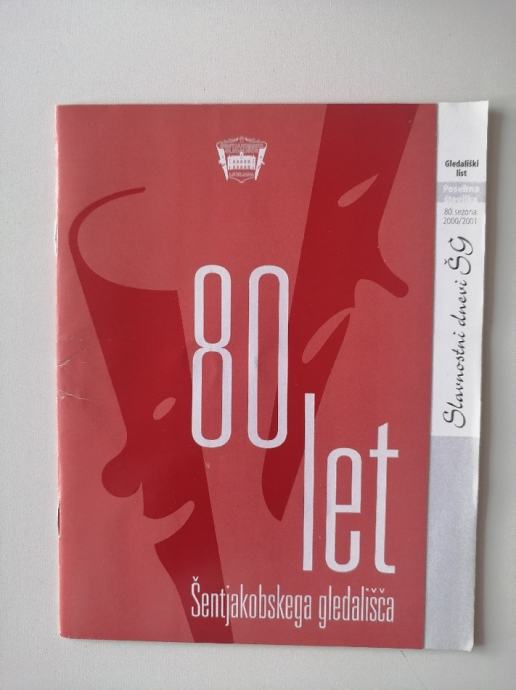 80
let
Šentjakobskega gledališča
Gledališki
list
Posebna
številka
80. sezona
2000/2001
Slavnostni dnevi ŠG